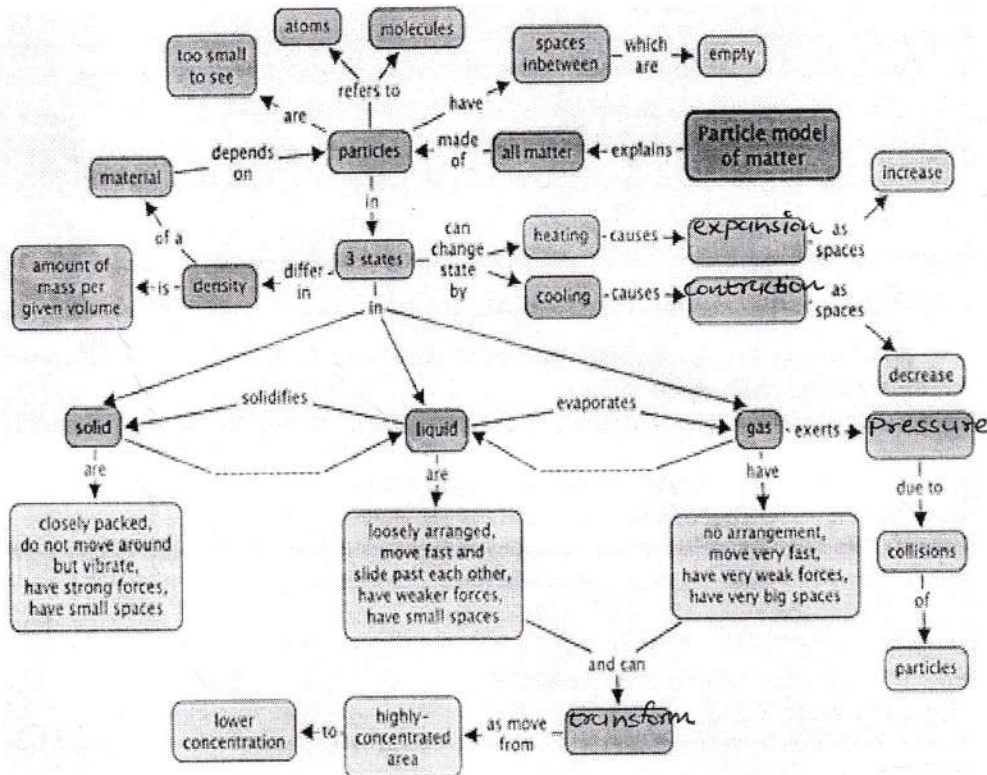 atoms
molecules
too small
to see
spaces
inbetween
which
are
empty
refers to
are
have
Particle model
of matter
explains
all matter
made
of
particles
depends
on
material
in
increase
of a
can
change
state
by
heating
causes
expansion
as
spaces
3 states
differ
in
density
is
amount of
mass per
given volume
cooling
causes
contraction
as
spaces
in
decrease
solidifies
evaporates
solid
liquid
gas
exerts
Pressure
are
are
have
due to
closely packed,
do not move around
but vibrate,
have strong forces,
have small spaces
loosely arranged,
move fast and
slide past each other,
have weaker forces,
have small spaces
no arrangement,
move very fast,
have very weak forces,
have very big spaces
collisions
of
particles
and can
transform
as move
from
highly-
concentrated
area
to
lower
concentration